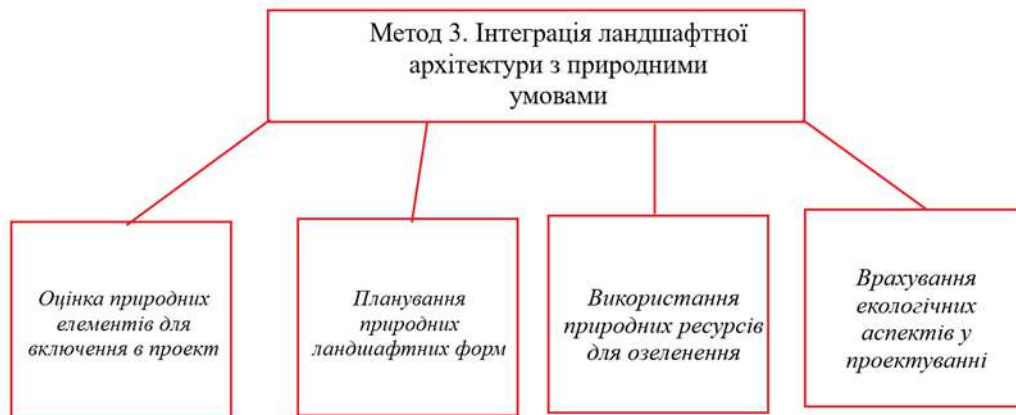 Метод 3. Інтеграція ландшафтної
архітектури з природними
умовами
Оцінка природних
елементів для
включення в проект
Планування
природних
ландшафтних форм
Використання
природних ресурсів
для озеленення
Врахування
екологічних
аспектів у
проектуванні